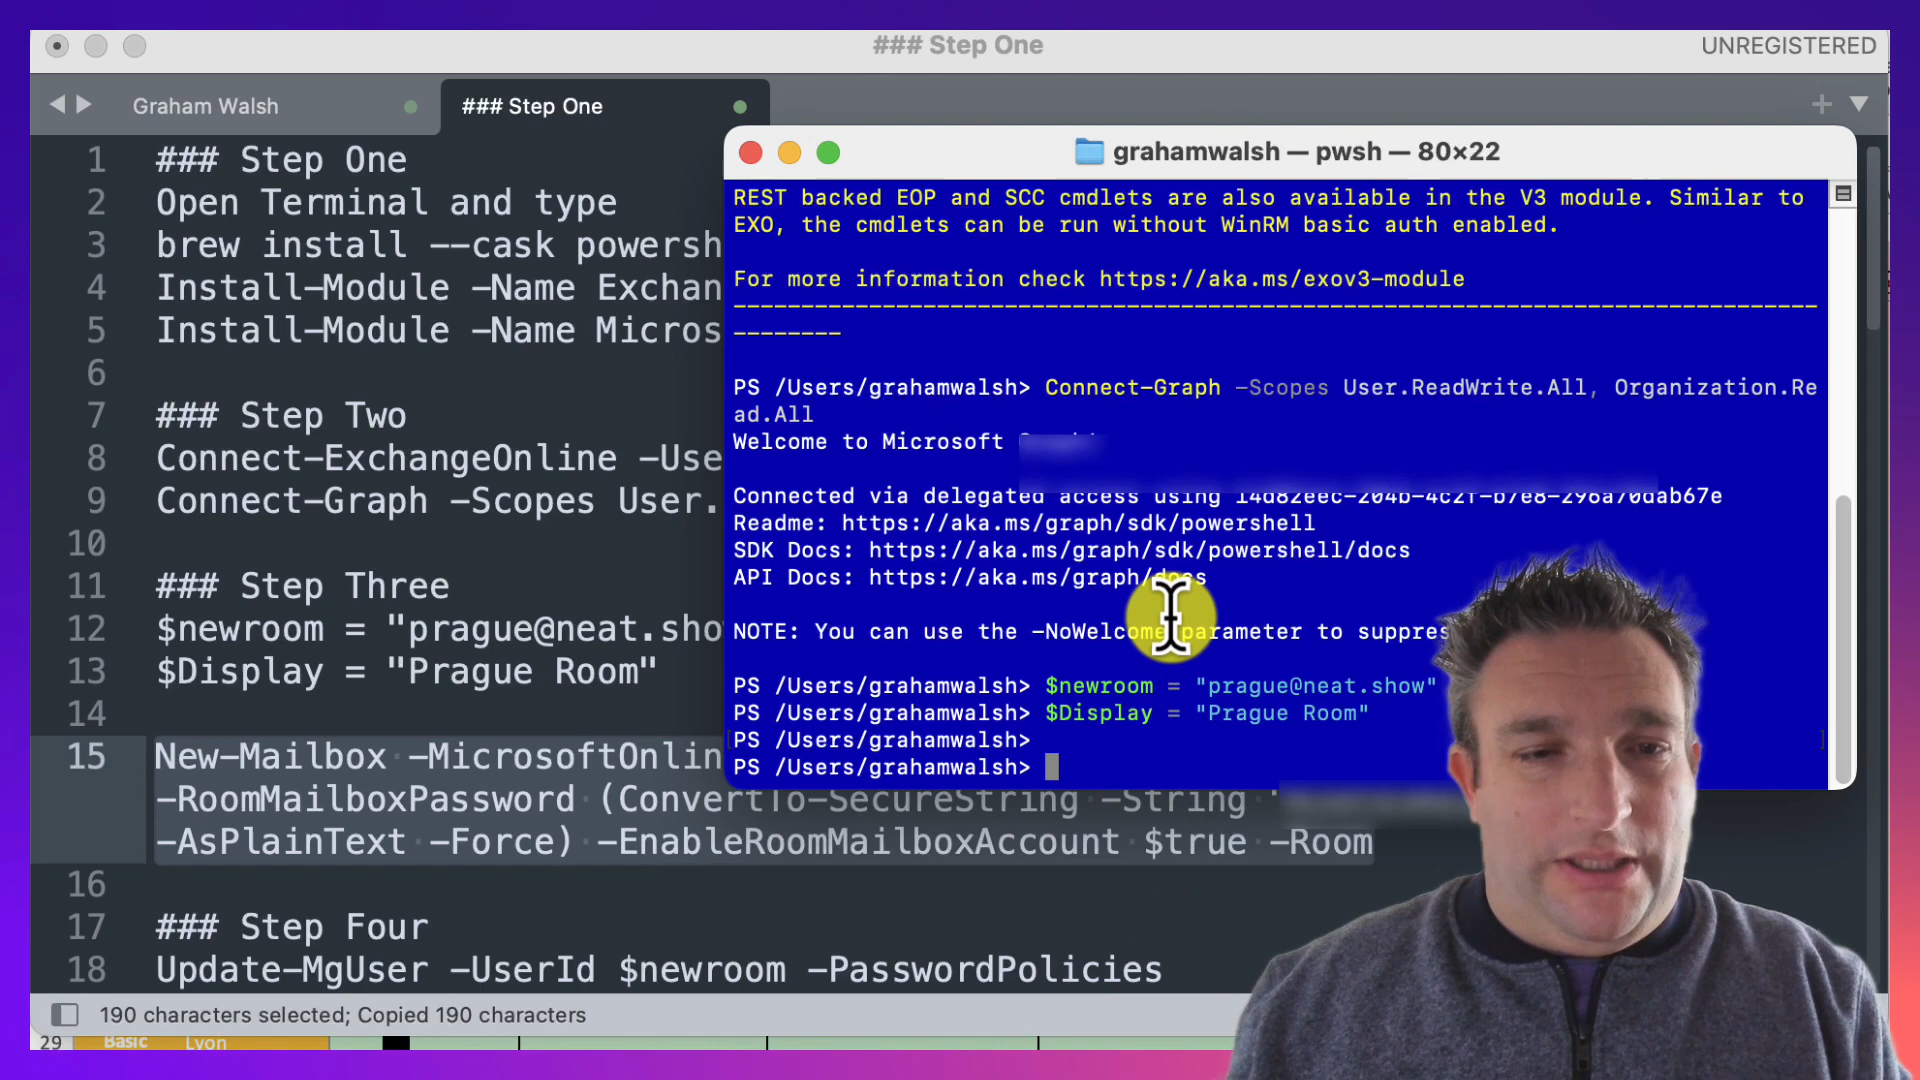 ### Step One
UNREGISTERED
Graham Walsh
### Step One
1 ### Step One
2 Open Terminal and type
3 brew install --cask powersh
4 Install-Module -Name Exchan
5 Install-Module -Name Micros
6
7 ### Step Two
8 Connect-ExchangeOnline -Use
9 Connect-Graph -Scopes User.
10
11 ### Step Three
12 $newroom = "prague@neat.sho
13 $Display = "Prague Room"
14
15 New-Mailbox -MicrosoftOnlin
-RoomMailboxPassword (ConvertTo-SecureString -String
-AsPlainText -Force) -EnableRoomMailboxAccount $true -Room
16
17 ### Step Four
18 Update-MgUser -UserId $newroom -PasswordPolicies
190 characters selected; Copied 190 characters
29 Basic Lyon
grahamwalsh — pwsh — 80×22
REST backed EOP and SCC cmdlets are also available in the V3 module. Similar to
EXO, the cmdlets can be run without WinRM basic auth enabled.
For more information check https://aka.ms/exov3-module
--------------------------------------------------------------------------------
--------
PS /Users/grahamwalsh> Connect-Graph -Scopes User.ReadWrite.All, Organization.Re
ad.All
Welcome to Microsoft
Connected via delegated access using 14d82eec-204b-4c2f-b7e8-296a70dab67e
Readme: https://aka.ms/graph/sdk/powershell
SDK Docs: https://aka.ms/graph/sdk/powershell/docs
API Docs: https://aka.ms/graph/docs
NOTE: You can use the -NoWelcome parameter to suppres
PS /Users/grahamwalsh> $newroom = "prague@neat.show"
PS /Users/grahamwalsh> $Display = "Prague Room"
PS /Users/grahamwalsh>
PS /Users/grahamwalsh>